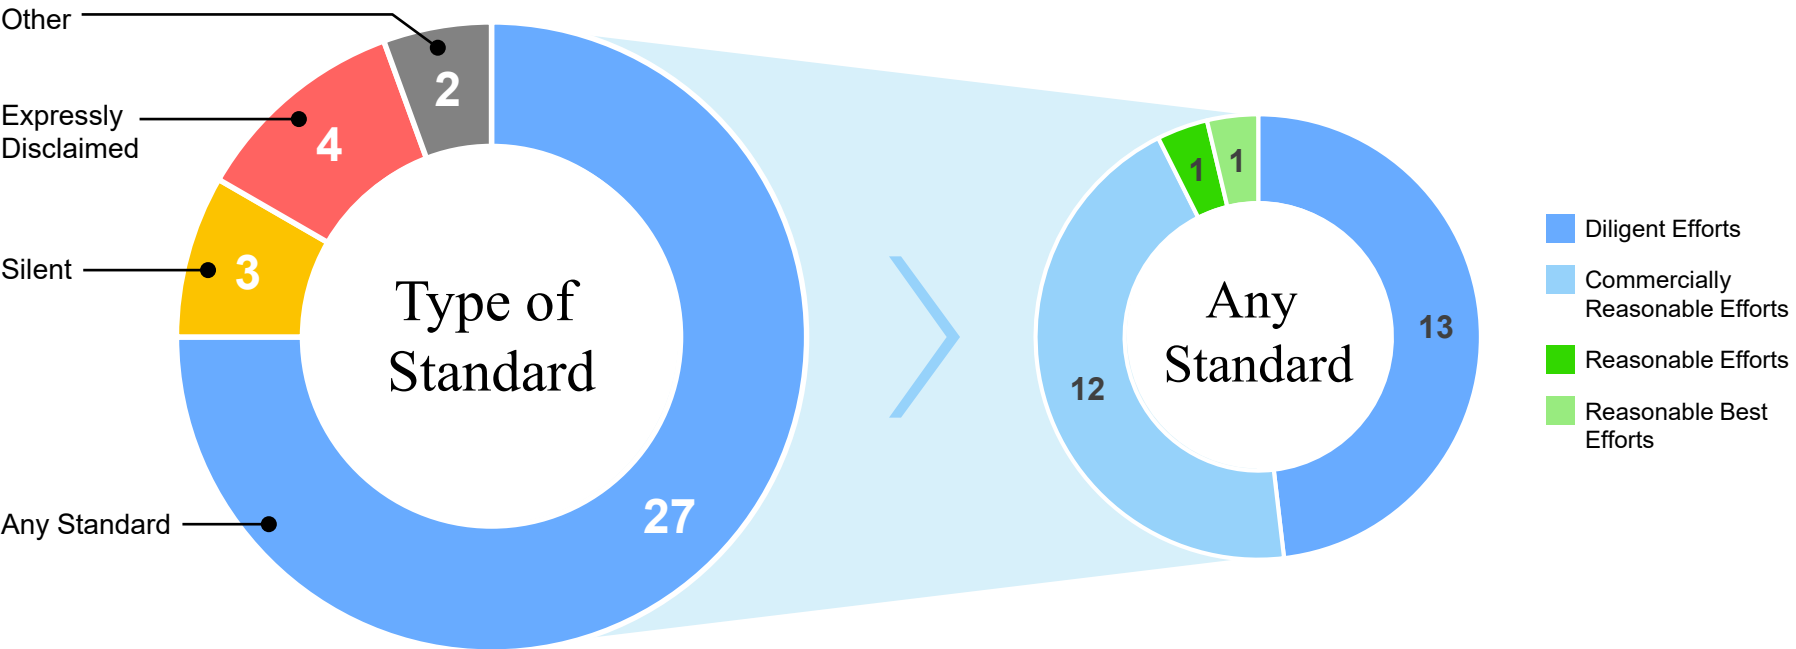 Other
2
Expressly
Disclaimed
4
Silent
3
Type of
Standard
Any Standard
27
1
1
Any
Standard
13
12
Diligent Efforts
Commercially
Reasonable Efforts
Reasonable Efforts
Reasonable Best
Efforts